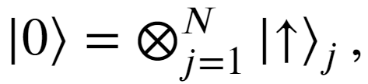 |0⟩ = ⊗_{j=1}^{N} |↑⟩_j ,